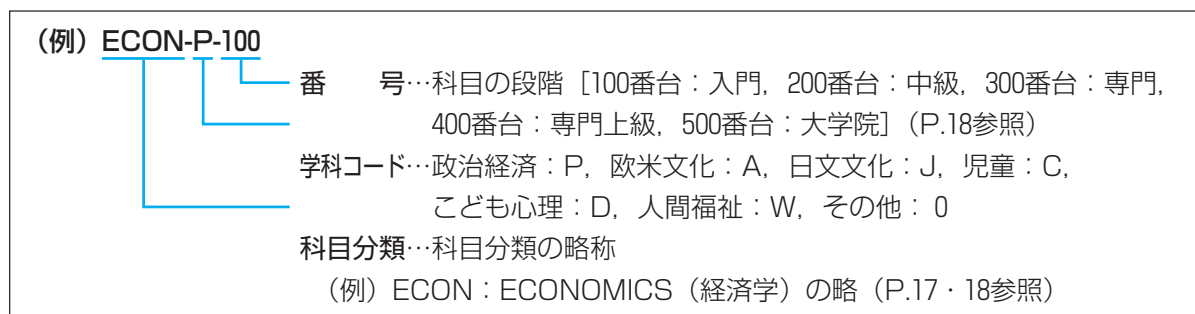 (例) ECON-P-100
番　　号…科目の段階［100番台：入門，200番台：中級，300番台：専門，
400番台：専門上級，500番台：大学院］（P.18参照）
学科コード…政治経済：P，欧米文化：A，日文文化：J，児童：C，
こども心理：D，人間福祉：W，その他：0
科目分類…科目分類の略称
（例）ECON：ECONOMICS（経済学）の略（P.17・18参照）